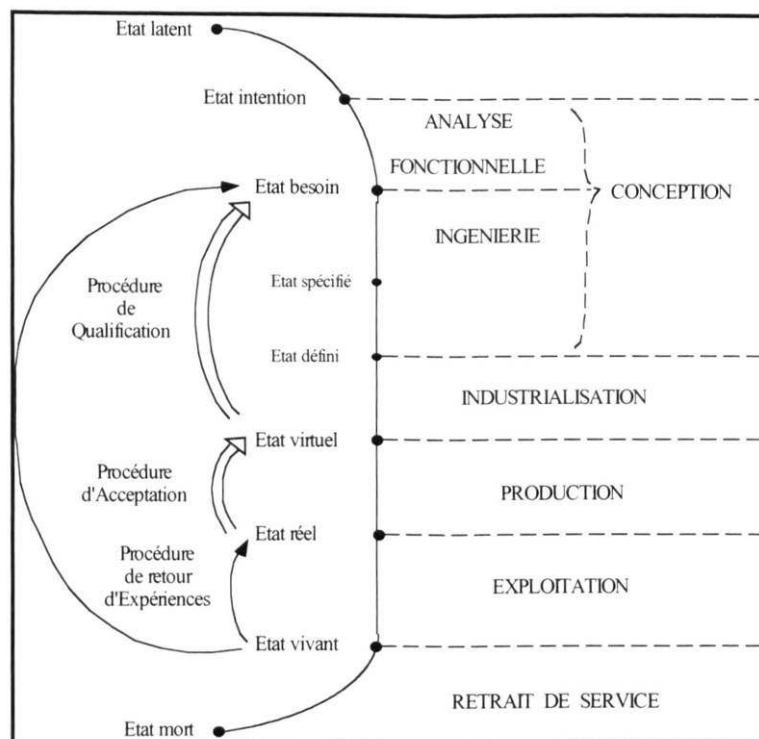 Etat latent
Etat intention
ANALYSE
FONCTIONNELLE
Etat besoin
CONCEPTION
INGENIERIE
Procédure
de
Qualification
Etat spécifié
Etat défini
INDUSTRIALISATION
Etat virtuel
Procédure
d'Acceptation
PRODUCTION
Etat réel
Procédure
de retour
d'Expériences
EXPLOITATION
Etat vivant
RETRAIT DE SERVICE
Etat mort